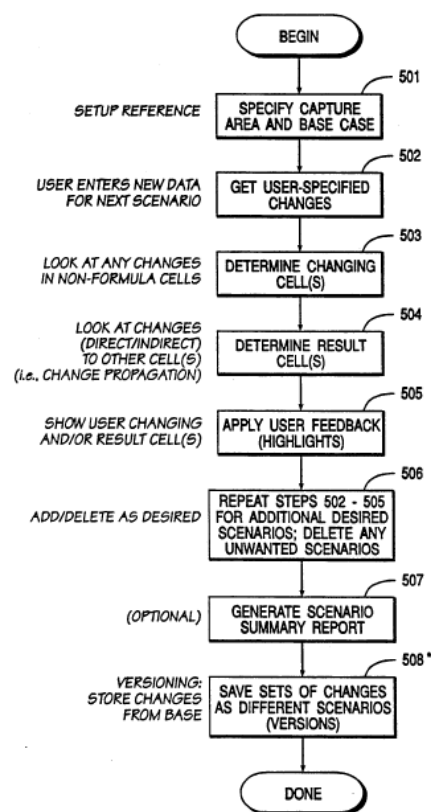 BEGIN
501
SETUP REFERENCE
SPECIFY CAPTURE
AREA AND BASE CASE
502
USER ENTERS NEW DATA
FOR NEXT SCENARIO
GET USER-SPECIFIED
CHANGES
503
LOOK AT ANY CHANGES
IN NON-FORMULA CELLS
DETERMINE CHANGING
CELL(S)
504
LOOK AT CHANGES
(DIRECT/INDIRECT)
TO OTHER CELL(S)
(i.e., CHANGE PROPAGATION)
DETERMINE RESULT
CELL(S)
505
SHOW USER CHANGING
AND/OR RESULT CELL(S)
APPLY USER FEEDBACK
(HIGHLIGHTS)
506
ADD/DELETE AS DESIRED
REPEAT STEPS 502 - 505
FOR ADDITIONAL DESIRED
SCENARIOS; DELETE ANY
UNWANTED SCENARIOS
507
(OPTIONAL)
GENERATE SCENARIO
SUMMARY REPORT
508
VERSIONING:
STORE CHANGES
FROM BASE
SAVE SETS OF CHANGES
AS DIFFERENT SCENARIOS
(VERSIONS)
DONE